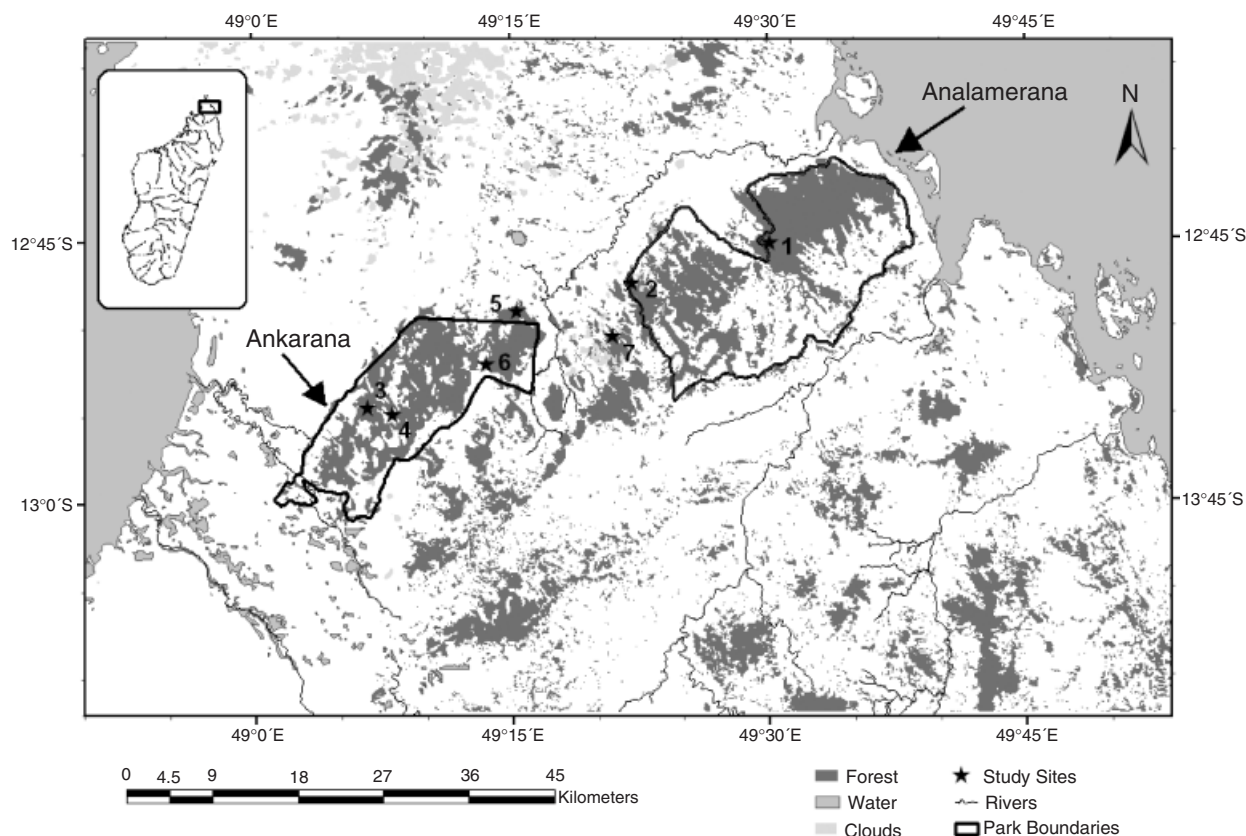 49°0´E 49°15´E 49°30´E 49°45´E
Analamerana
N
12°45´S 12°45´S
1
2
5
7
Ankarana
6
3
4
13°0´S 13°45´S
49°0´E 49°15´E 49°30´E 49°45´E
0 4.5 9 18 27 36 45
Kilometers
Forest Study Sites
Water Rivers
Clouds Park Boundaries